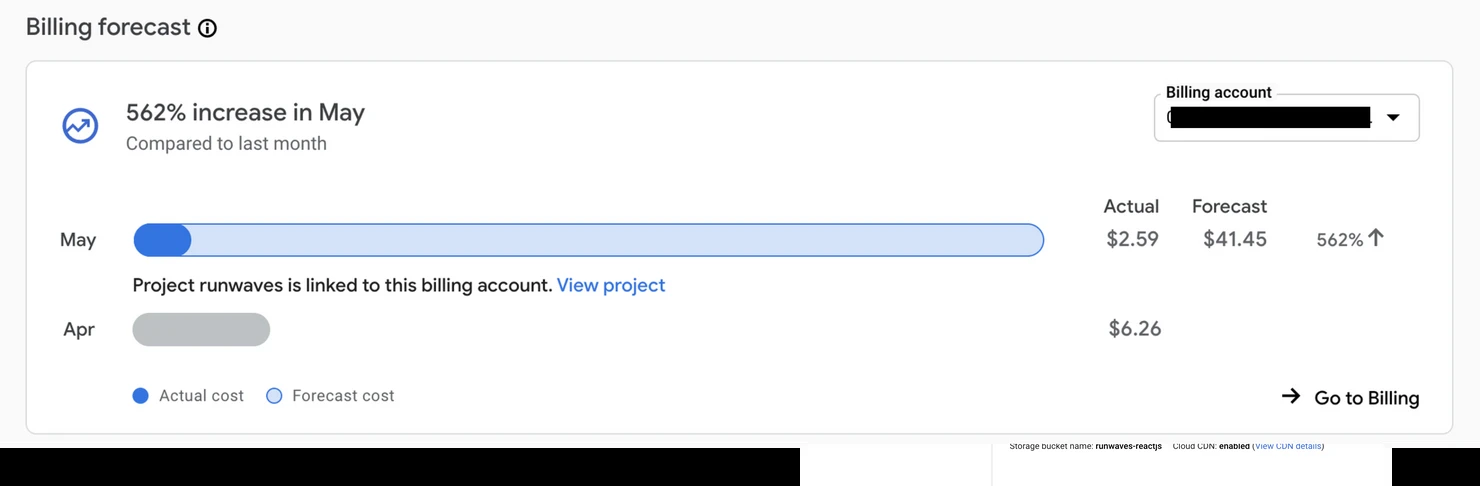 Billing forecast
562% increase in May
Compared to last month
Billing account
Actual Forecast
May $2.59 $41.45 562%
Project runwaves is linked to this billing account. View project
Apr $6.26
Actual cost Forecast cost
Go to Billing
Storage bucket name: runwaves-reactjs Cloud CDN: enabled (View CDN details)